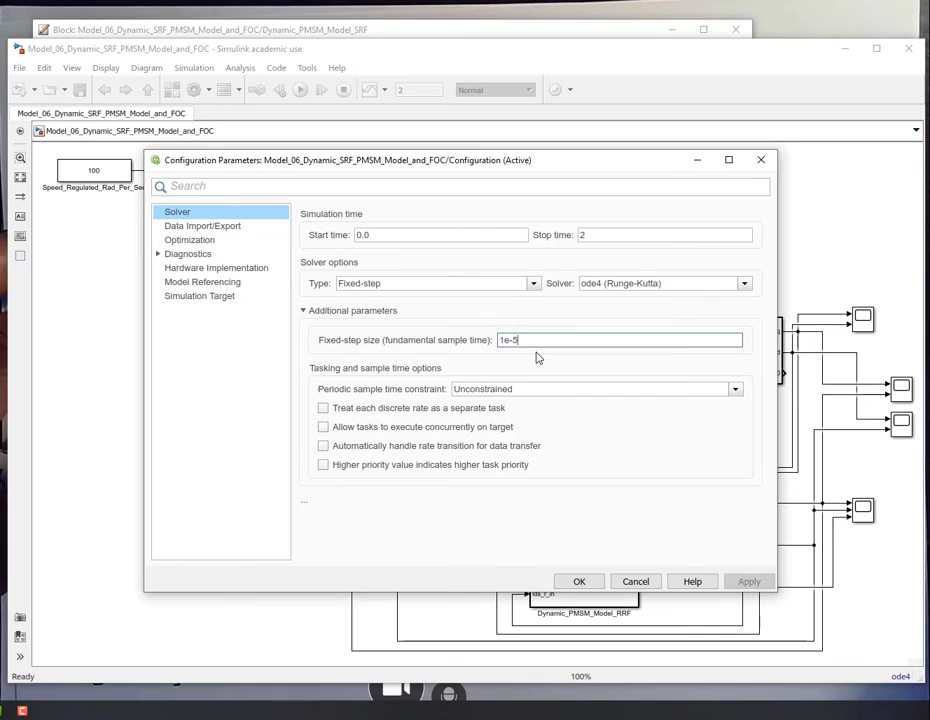 Block: Model_06_Dynamic_SRF_PMSM_Model_and_FOC/Dynamic_PMSM_Model_SRF
Model_06_Dynamic_SRF_PMSM_Model_and_FOC - Simulink academic use
File Edit View Display Diagram Simulation Analysis Code Tools Help
2 Normal
Model_06_Dynamic_SRF_PMSM_Model_and_FOC
Model_06_Dynamic_SRF_PMSM_Model_and_FOC
Configuration Parameters: Model_06_Dynamic_SRF_PMSM_Model_and_FOC/Configuration (Active)
100
Speed_Regulated_Rad_Per_Se
Search
Solver
Data Import/Export
Optimization
Diagnostics
Hardware Implementation
Model Referencing
Simulation Target
Simulation time
Start time: 0.0 Stop time: 2
Solver options
Type: Fixed-step Solver: ode4 (Runge-Kutta)
Additional parameters
Fixed-step size (fundamental sample time): 1e-5
Tasking and sample time options
Periodic sample time constraint: Unconstrained
Treat each discrete rate as a separate task
Allow tasks to execute concurrently on target
Automatically handle rate transition for data transfer
Higher priority value indicates higher task priority
...
OK Cancel Help Apply
Ids_r_in
Dynamic_PMSM_Model_RRF
Ready 100% ode4